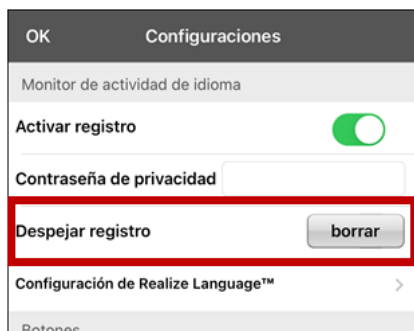 OK Configuraciones
Monitor de actividad de idioma
Activar registro
Contraseña de privacidad
Despejar registro borrar
Configuración de Realize Language™
Botones